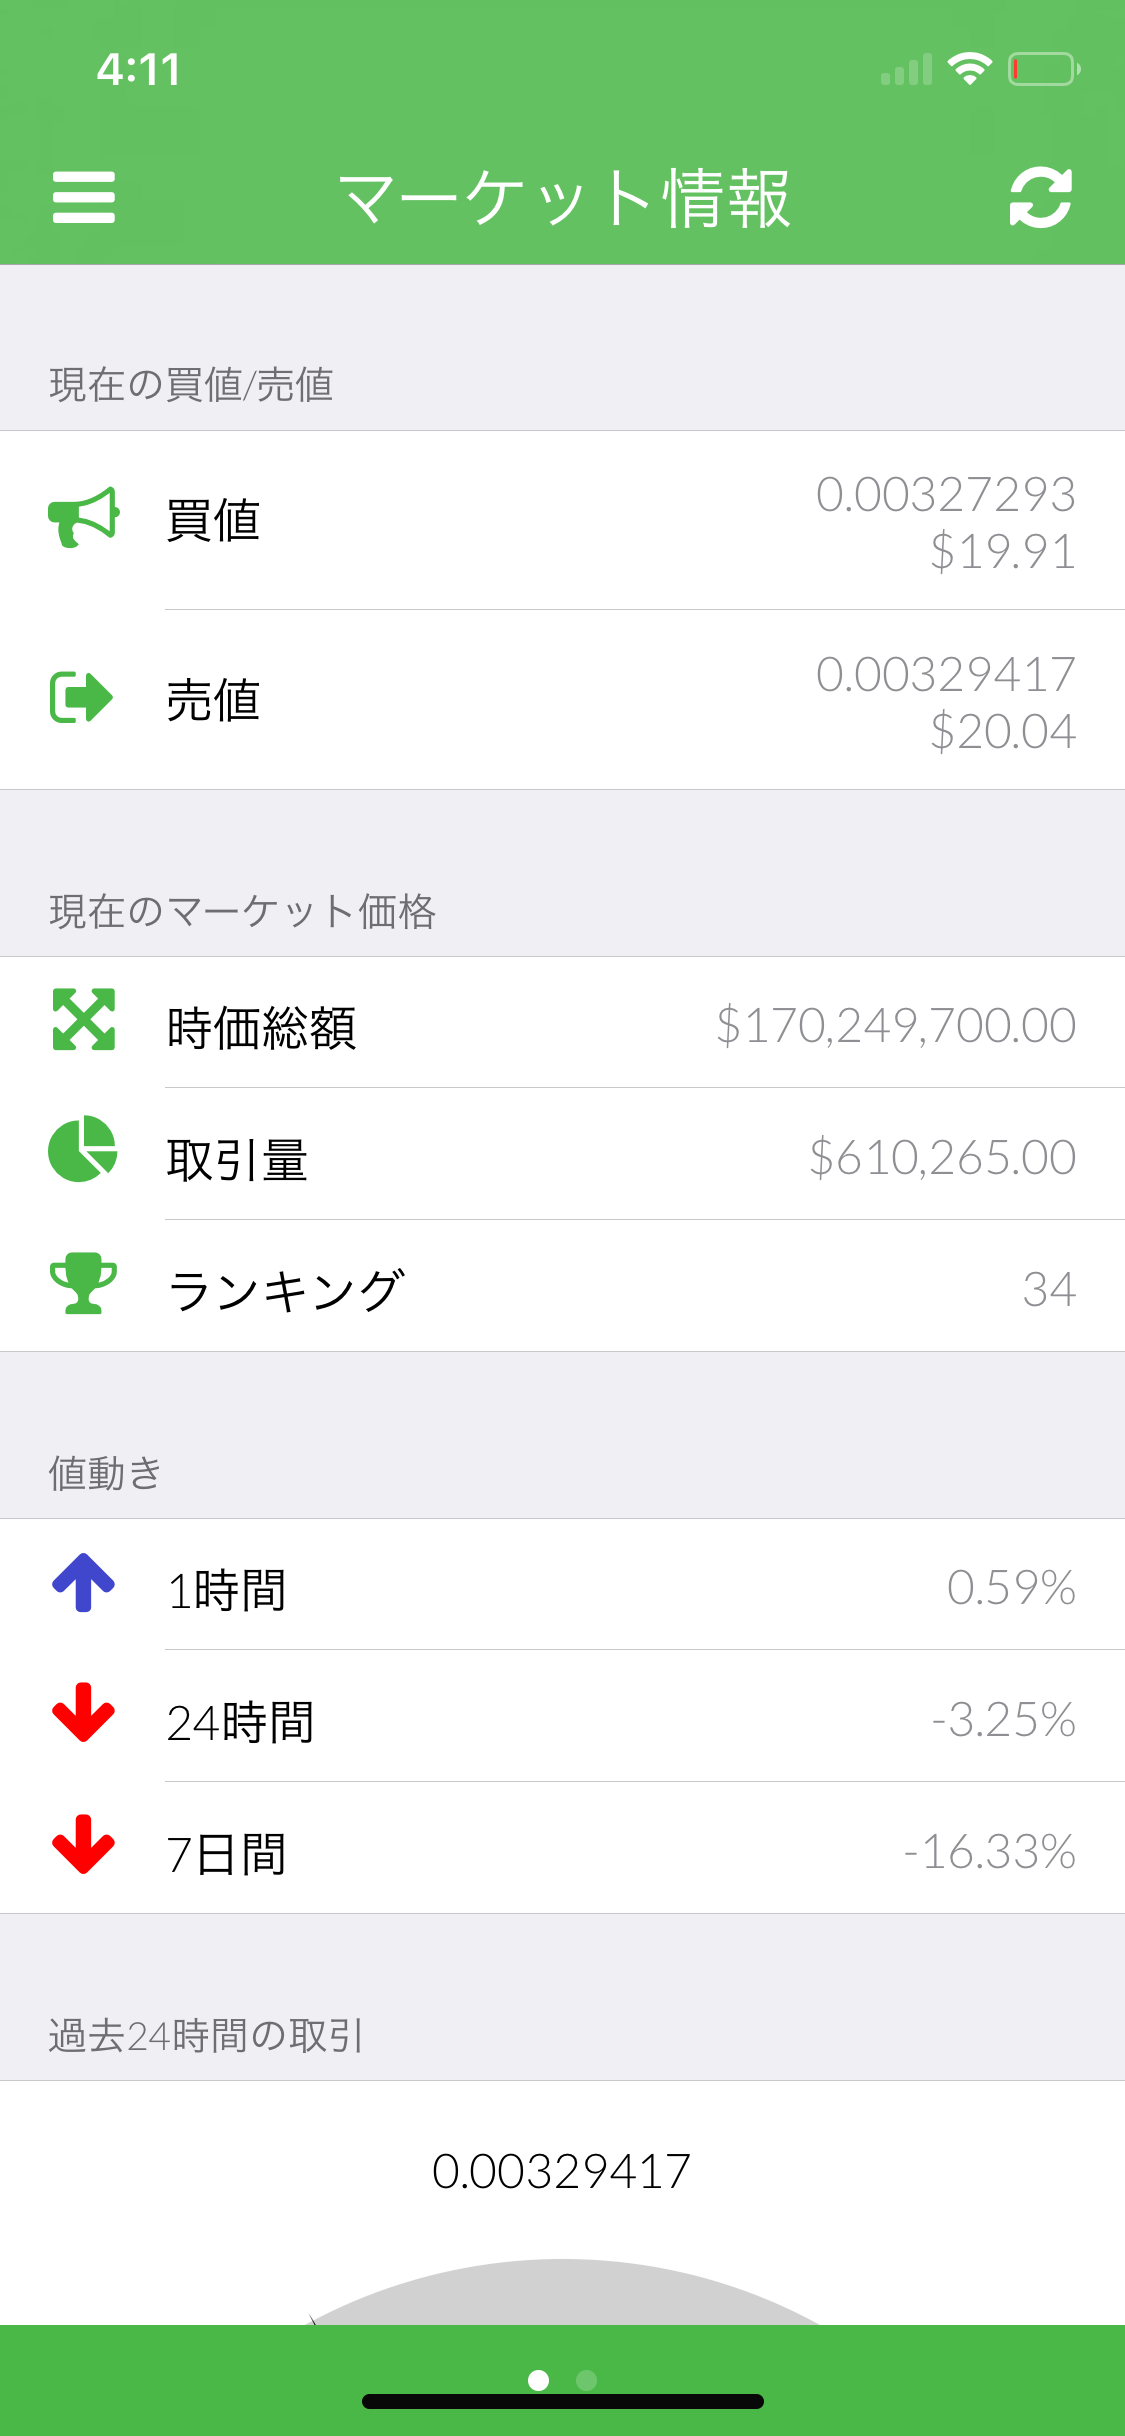 4:11
マーケット情報
現在の買値/売値
買値
0.00327293
$19.91
売値
0.00329417
$20.04
現在のマーケット価格
時価総額 $170,249,700.00
取引量 $610,265.00
ランキング 34
値動き
1時間 0.59%
24時間 -3.25%
7日間 -16.33%
過去24時間の取引
0.00329417